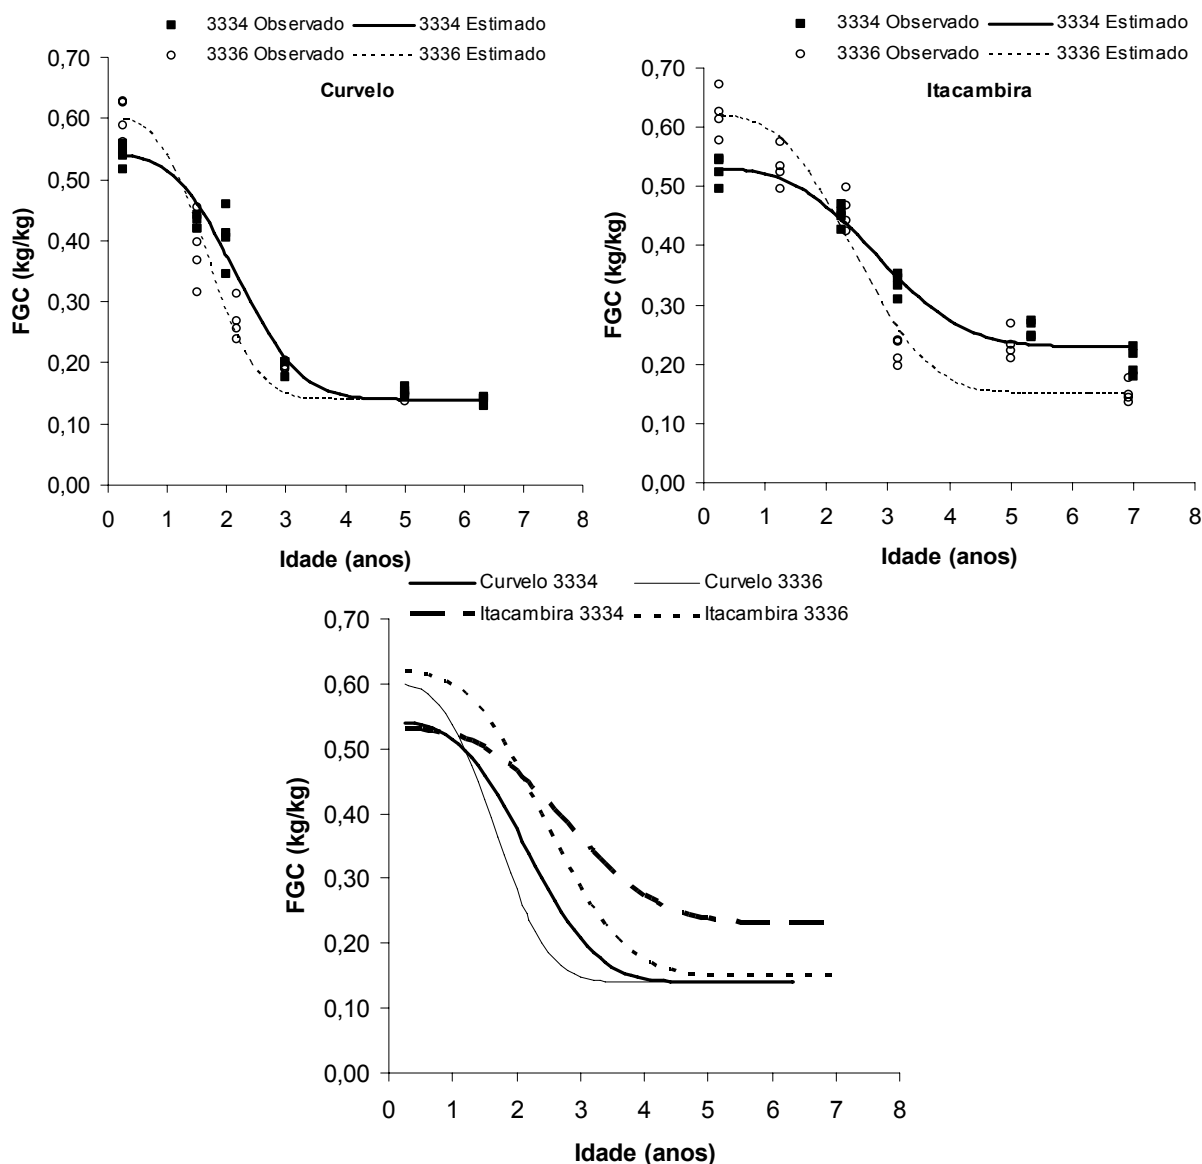 3334 Observado 3334 Estimado
3336 Observado 3336 Estimado
Curvelo
0,70
0,60
0,50
0,40
0,30
0,20
0,10
0,00
FGC (kg/kg)
0 1 2 3 4 5 6 7 8
Idade (anos)
3334 Observado 3334 Estimado
3336 Observado 3336 Estimado
Itacambira
0,70
0,60
0,50
0,40
0,30
0,20
0,10
0,00
FGC (kg/kg)
0 1 2 3 4 5 6 7 8
Idade (anos)
Curvelo 3334 Curvelo 3336
Itacambira 3334 Itacambira 3336
0,70
0,60
0,50
0,40
0,30
0,20
0,10
0,00
FGC (kg/kg)
0 1 2 3 4 5 6 7 8
Idade (anos)